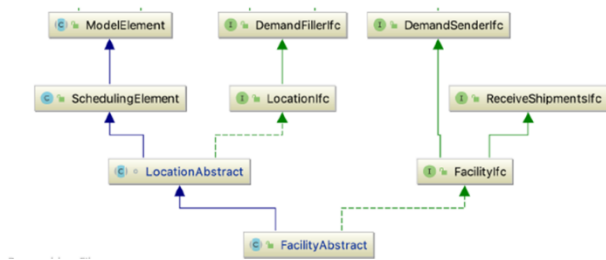 ModelElement DemandFillerIfc DemandSenderIfc
SchedulingElement LocationIfc ReceiveShipmentsIfc
LocationAbstract FacilityIfc
FacilityAbstract